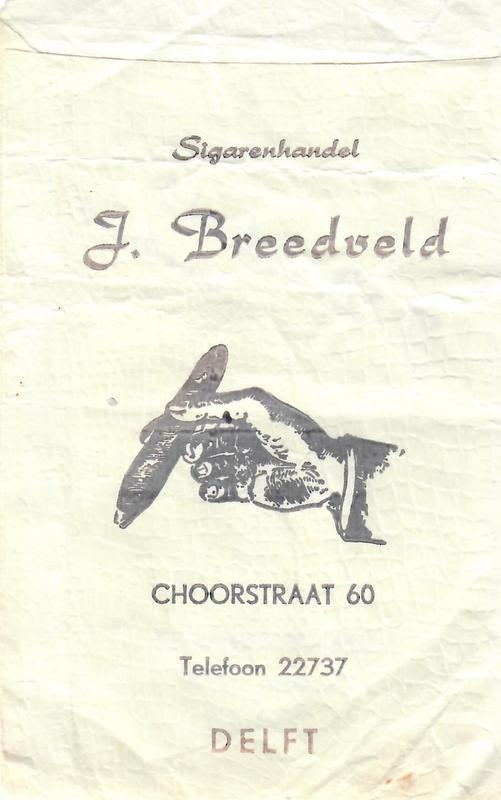 Sigarenhandel
J. Breedveld
CHOORSTRAAT 60
Telefoon 22737
DELFT